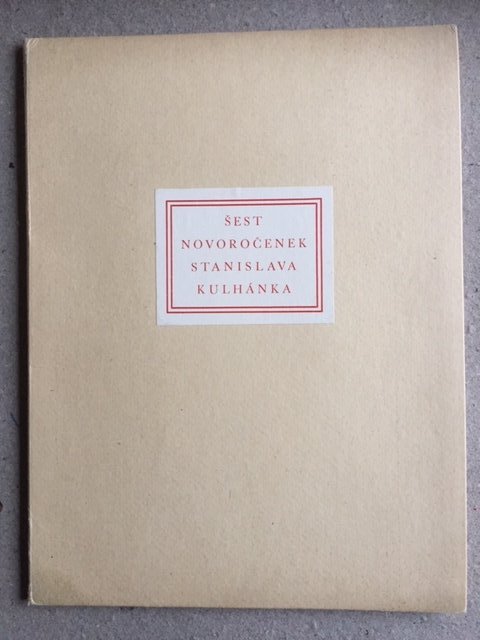 ŠEST
NOVOROČENEK
STANISLAVA
KULHÁNKA